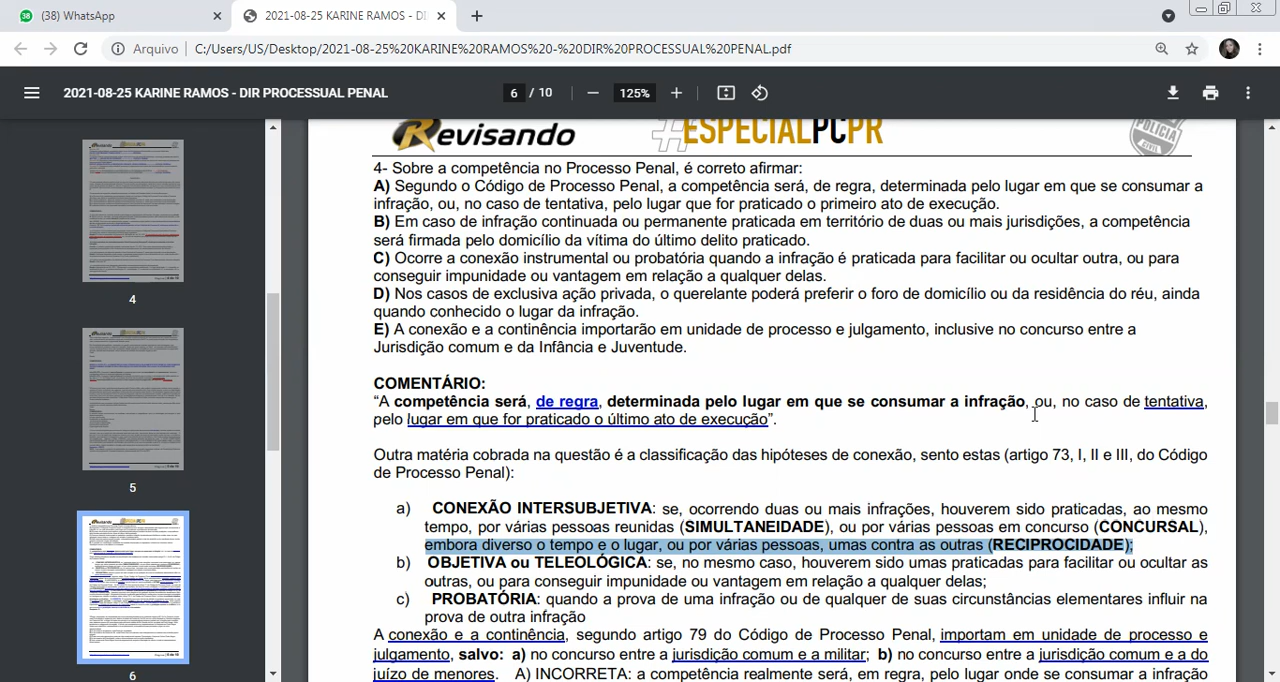 38 (38) WhatsApp × 2021-08-25 KARINE RAMOS - DI × +
Arquivo C:/Users/US/Desktop/2021-08-25%20KARINE%20RAMOS%20-%20DIR%20PROCESSUAL%20PENAL.pdf
2021-08-25 KARINE RAMOS - DIR PROCESSUAL PENAL 6 / 10 — 125% +
4
5
6
Revisando #ESPECIALPCPR POLICIA CIVIL
4- Sobre a competência no Processo Penal, é correto afirmar:
A) Segundo o Código de Processo Penal, a competência será, de regra, determinada pelo lugar em que se consumar a
infração, ou, no caso de tentativa, pelo lugar que for praticado o primeiro ato de execução.
B) Em caso de infração continuada ou permanente praticada em território de duas ou mais jurisdições, a competência
será firmada pelo domicílio da vítima do último delito praticado.
C) Ocorre a conexão instrumental ou probatória quando a infração é praticada para facilitar ou ocultar outra, ou para
conseguir impunidade ou vantagem em relação a qualquer delas.
D) Nos casos de exclusiva ação privada, o querelante poderá preferir o foro de domicílio ou da residência do réu, ainda
quando conhecido o lugar da infração.
E) A conexão e a continência importarão em unidade de processo e julgamento, inclusive no concurso entre a
Jurisdição comum e da Infância e Juventude.
COMENTÁRIO:
“A competência será, de regra, determinada pelo lugar em que se consumar a infração, ou, no caso de tentativa,
pelo lugar em que for praticado o último ato de execução”.
Outra matéria cobrada na questão é a classificação das hipóteses de conexão, sento estas (artigo 73, I, II e III, do Código
de Processo Penal):
a) CONEXÃO INTERSUBJETIVA: se, ocorrendo duas ou mais infrações, houverem sido praticadas, ao mesmo
tempo, por várias pessoas reunidas (SIMULTANEIDADE), ou por várias pessoas em concurso (CONCURSAL),
embora diverso o tempo e o lugar, ou por várias pessoas, umas contra as outras (RECIPROCIDADE);
b) OBJETIVA ou TELEOLÓGICA: se, no mesmo caso, houverem sido umas praticadas para facilitar ou ocultar as
outras, ou para conseguir impunidade ou vantagem em relação a qualquer delas;
c) PROBATÓRIA: quando a prova de uma infração ou de qualquer de suas circunstâncias elementares influir na
prova de outra infração
A conexão e a continência, segundo artigo 79 do Código de Processo Penal, importam em unidade de processo e
julgamento, salvo: a) no concurso entre a jurisdição comum e a militar; b) no concurso entre a jurisdição comum e a do
juízo de menores. A) INCORRETA: a competência realmente será, em regra, pelo lugar onde se consumar a infração